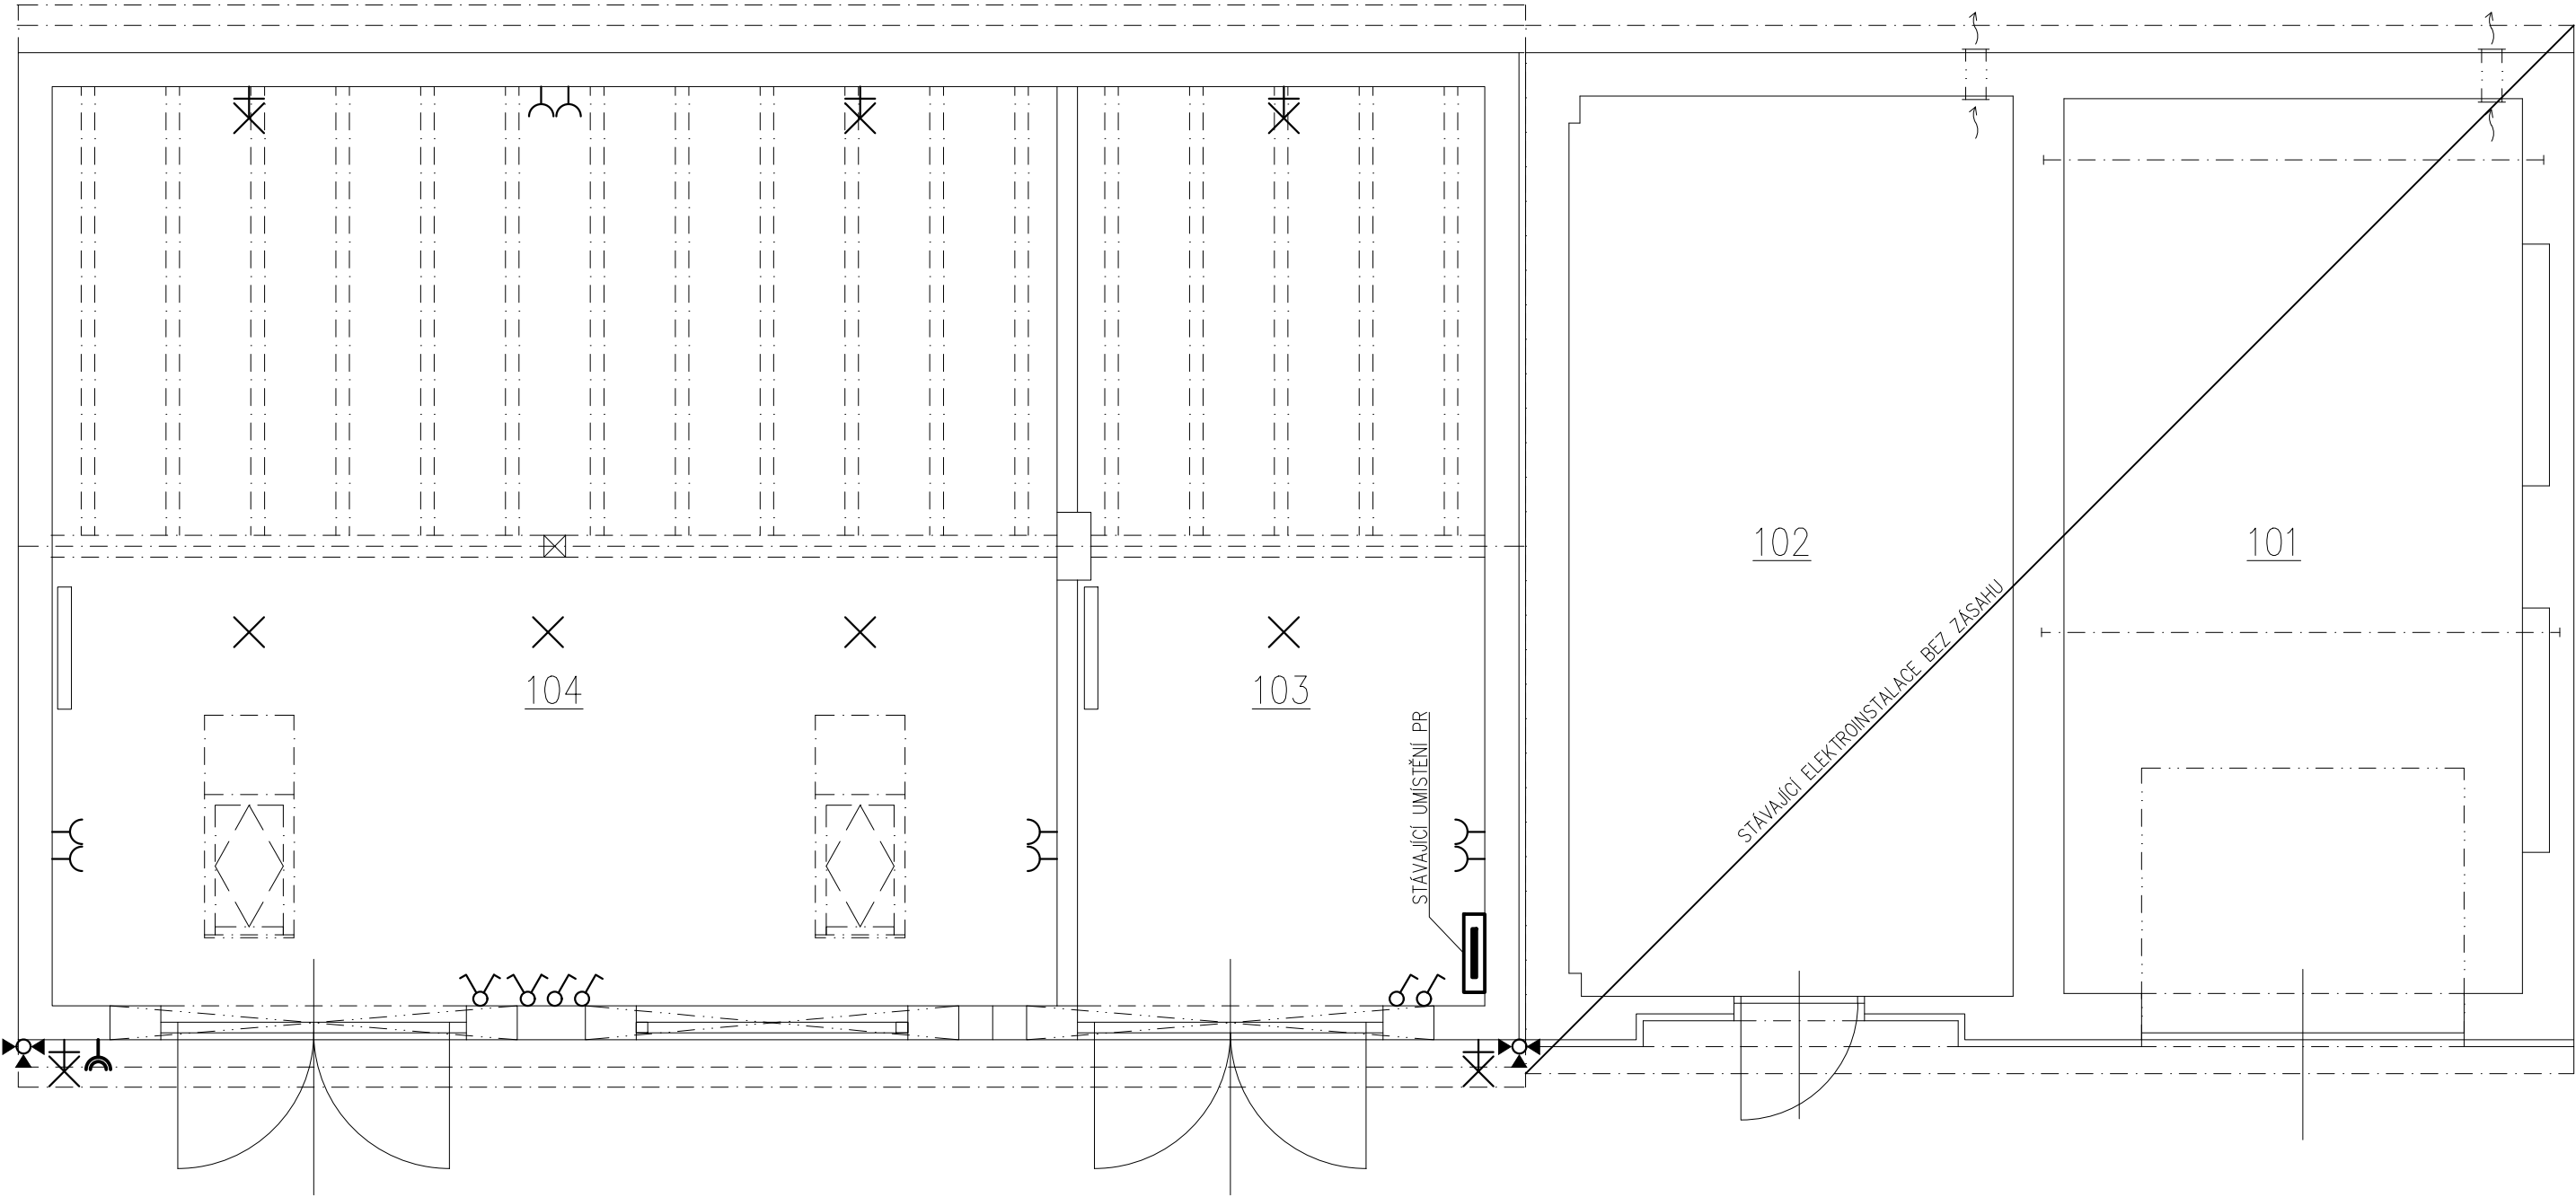 102
101
STÁVAJÍCÍ ELEKTROINSTALACE BEZ ZÁSAHU
104
103
STÁVAJÍCÍ UMÍSTĚNÍ PR